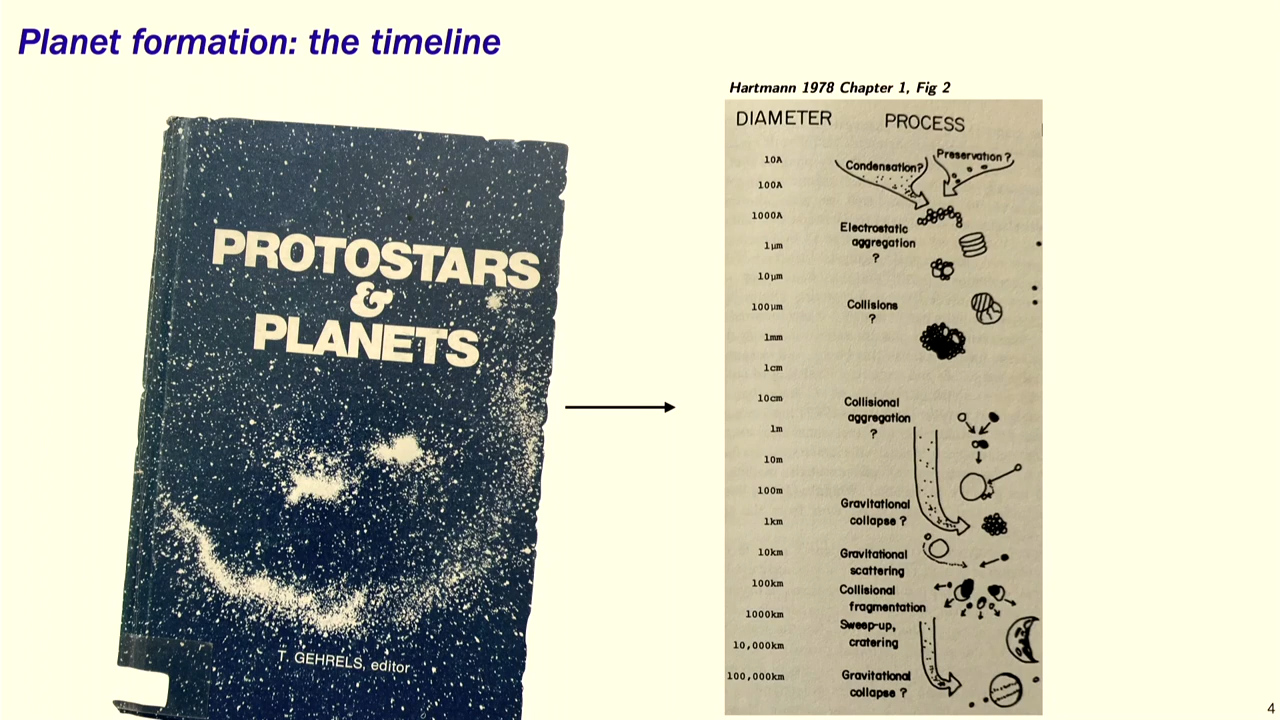 Planet formation: the timeline
Hartmann 1978 Chapter 1, Fig 2
PROTOSTARS
&
PLANETS
T. GEHRELS, editor
DIAMETER
PROCESS
10A
Condensation?
Preservation?
100A
1000A
Electrostatic
aggregation
?
1μm
10μm
100μm
Collisions
?
1mm
1cm
10cm
Collisional
aggregation
?
1m
10m
100m
Gravitational
collapse ?
1km
10km
Gravitational
scattering
100km
Collisional
fragmentation
1000km
Sweep-up,
cratering
10,000km
100,000km
Gravitational
collapse ?
4